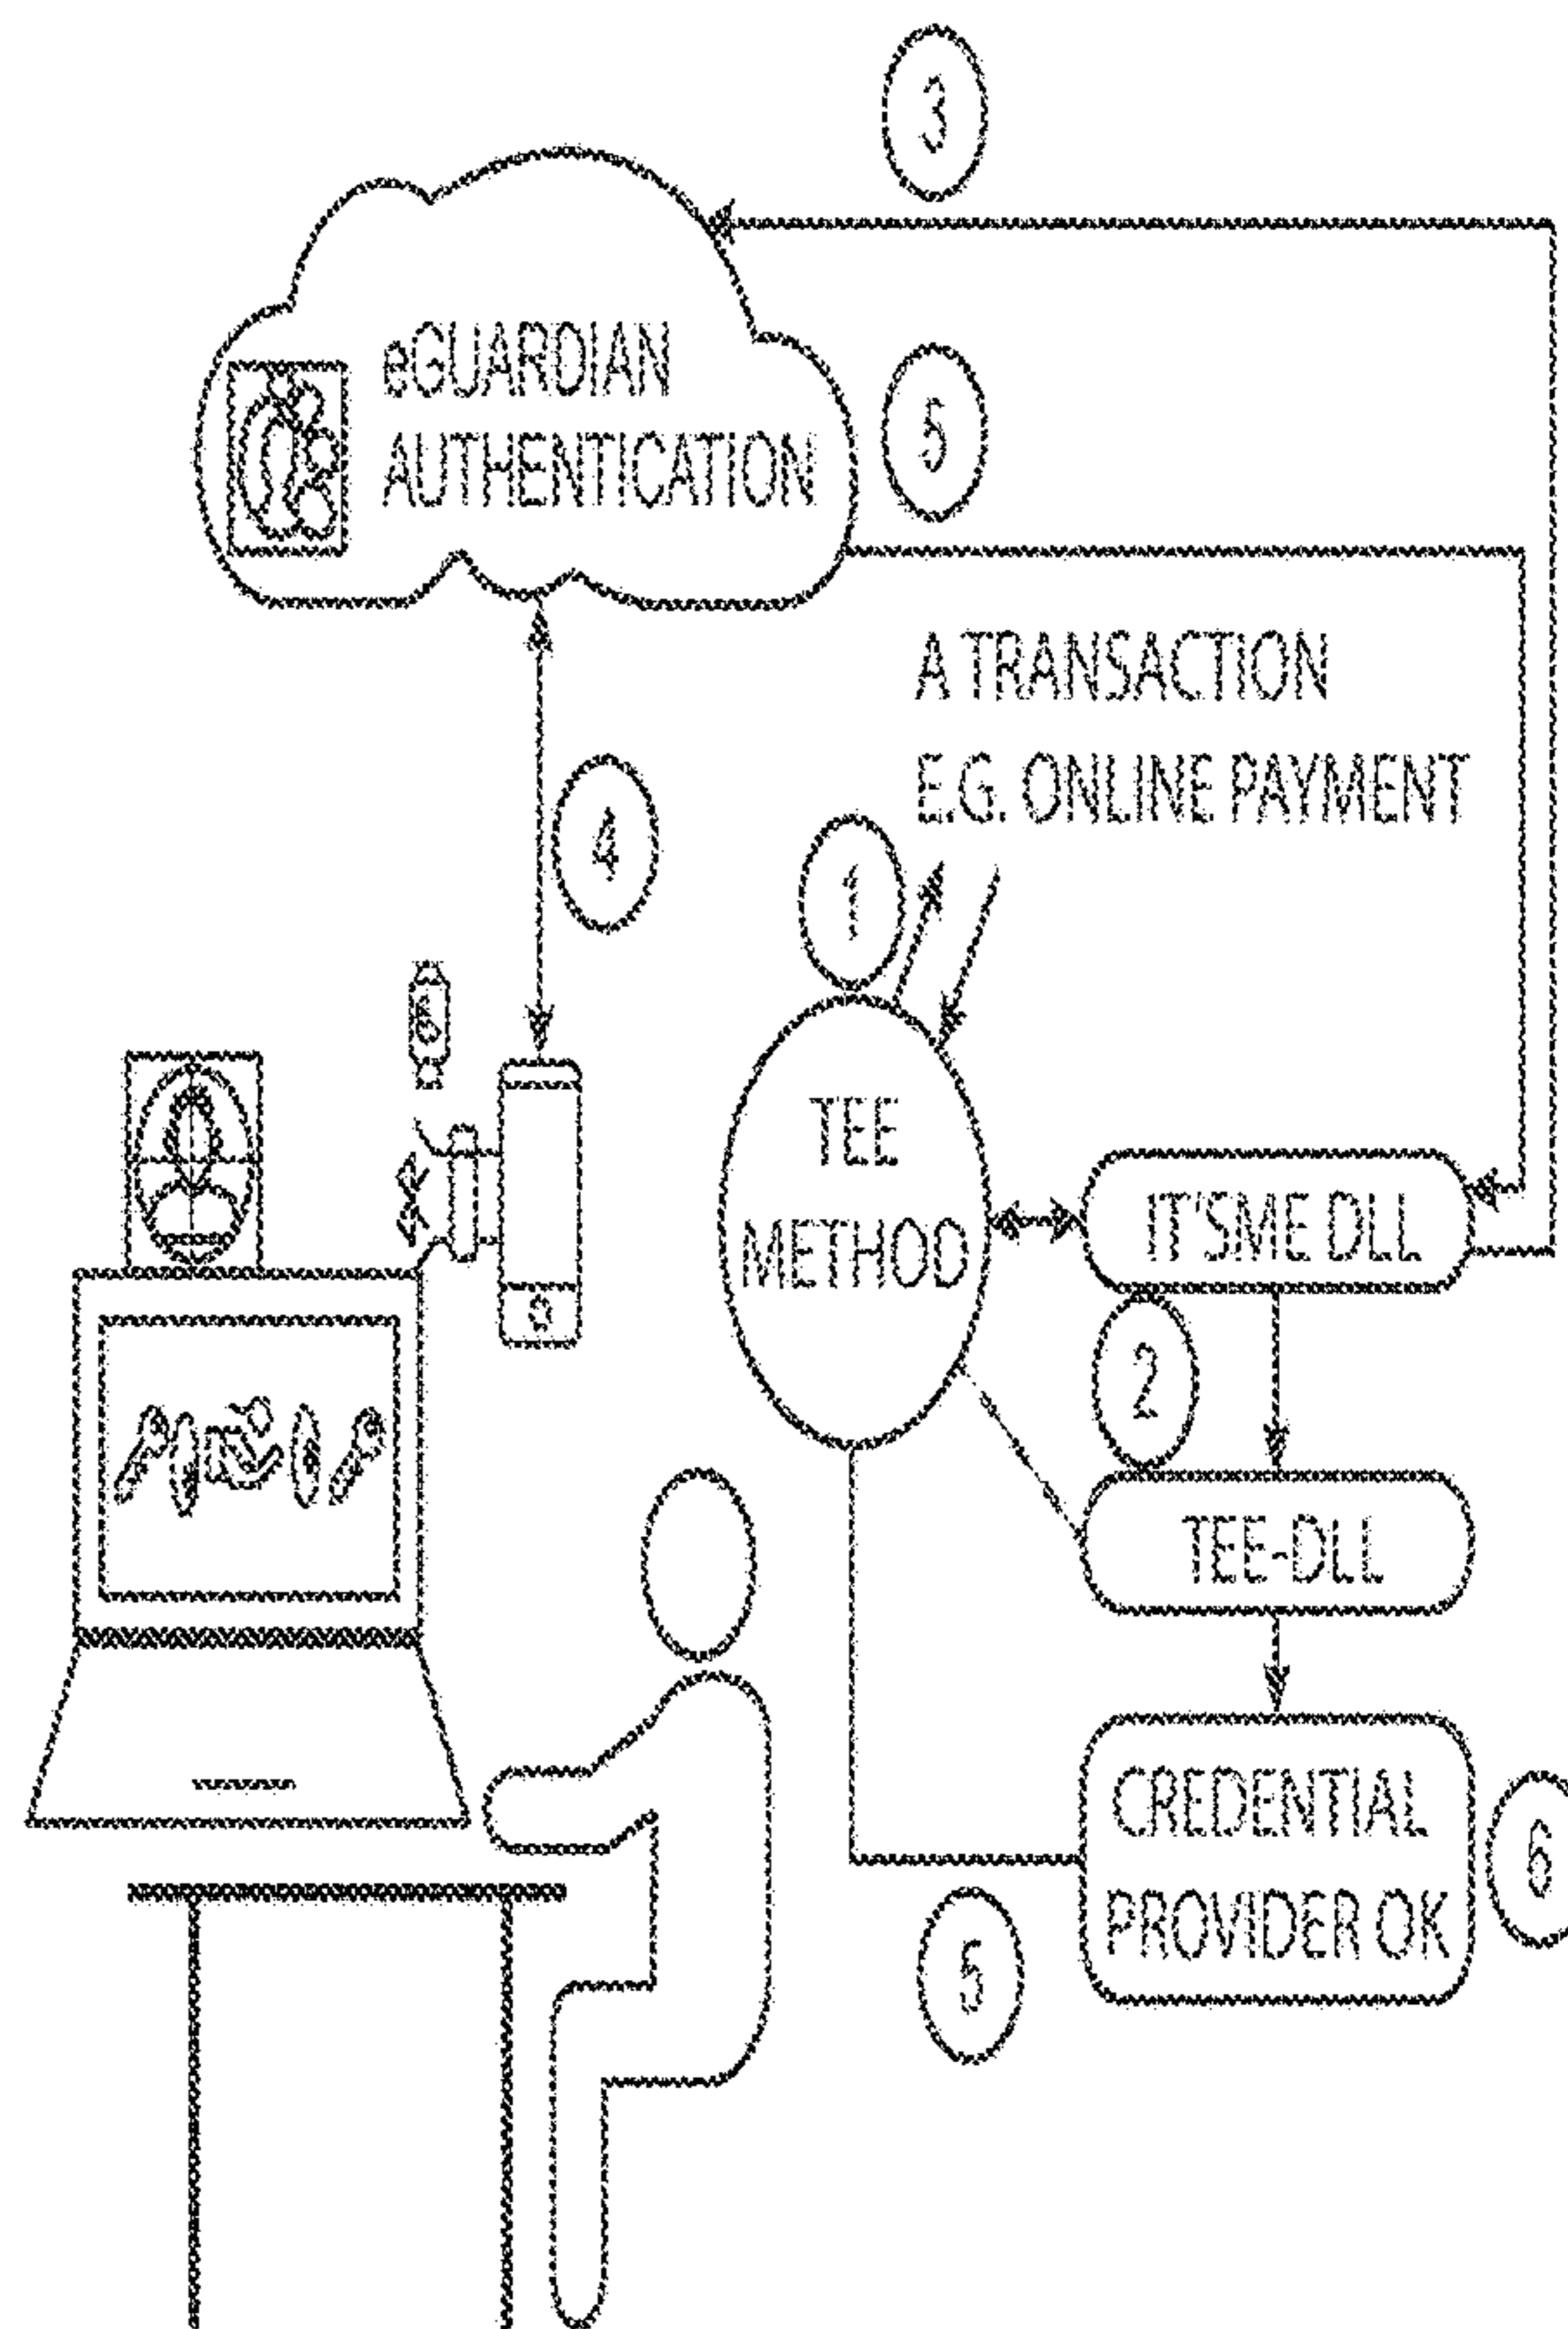 3
eGUARDIAN
AUTHENTICATION
5
A TRANSACTION
E.G. ONLINE PAYMENT
4
1
TEE
METHOD
IT'SME DLL
2
TEE-DLL
CREDENTIAL
PROVIDER OK
6
5